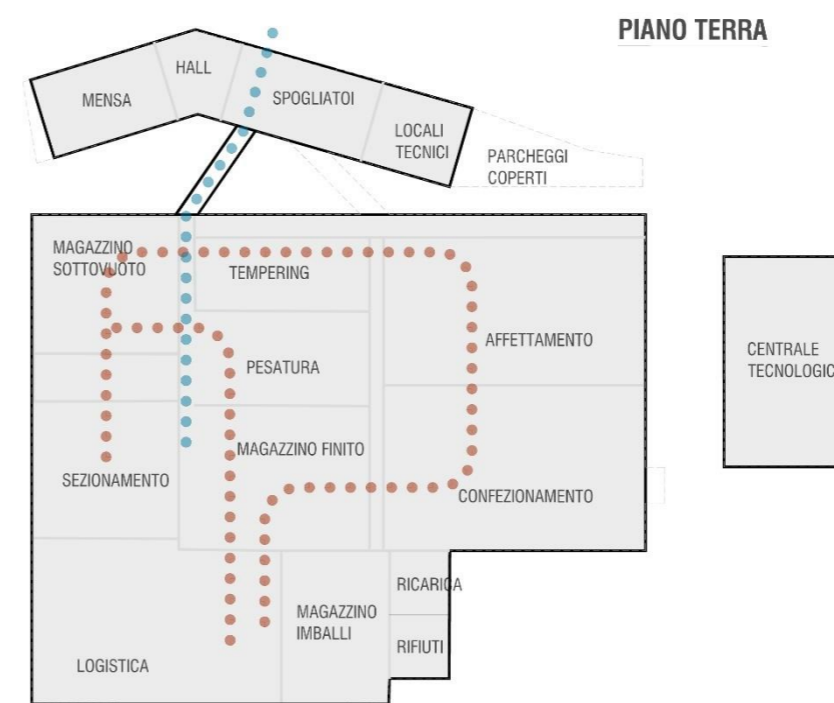 PIANO TERRA
HALL
MENSA
SPOGLIATOI
LOCALI
TECNICI
PARCHEGGI
COPERTI
MAGAZZINO
SOTTOVUOTO
TEMPERING
AFFETTAMENTO
CENTRALE
TECNOLOGIC
PESATURA
MAGAZZINO FINITO
SEZIONAMENTO
CONFEZIONAMENTO
RICARICA
MAGAZZINO
IMBALLI
RIFIUTI
LOGISTICA